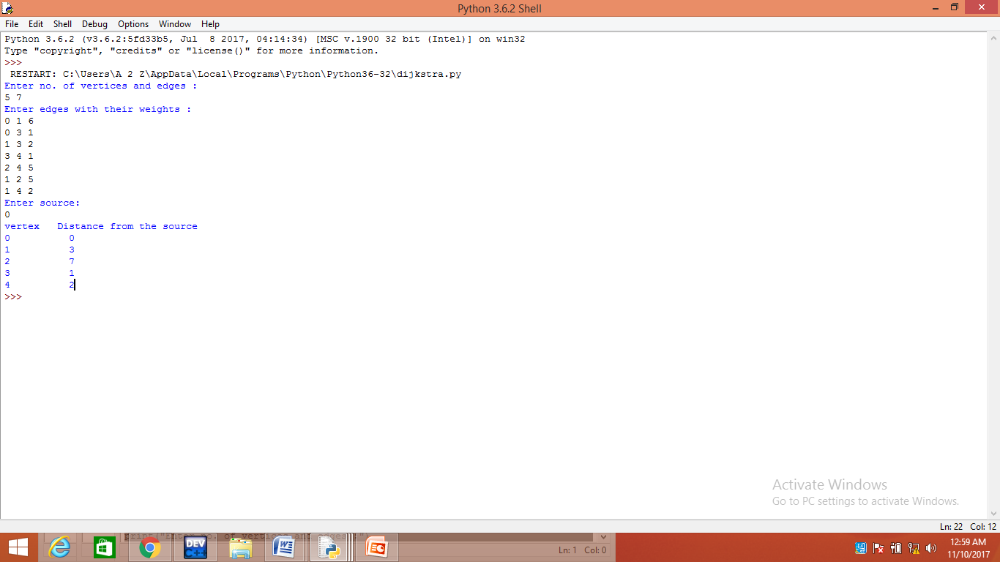 Python 3.6.2 Shell
File Edit Shell Debug Options Window Help
Python 3.6.2 (v3.6.2:5fd33b5, Jul  8 2017, 04:14:34) [MSC v.1900 32 bit (Intel)] on win32
Type "copyright", "credits" or "license()" for more information.
>>>
 RESTART: C:\Users\A 2 Z\AppData\Local\Programs\Python\Python36-32\dijkstra.py
Enter no. of vertices and edges :
5 7
Enter edges with their weights :
0 1 6
0 3 1
1 3 2
3 4 1
2 4 5
1 2 5
1 4 2
Enter source:
0
vertex   Distance from the source
0          0
1          3
2          7
3          1
4          2
>>>
Activate Windows
Go to PC settings to activate Windows.
Ln: 22 Col: 12
print("Enter no. of vertices and edges :")
Ln: 1 Col: 0
DEV C++
12:59 AM
11/10/2017